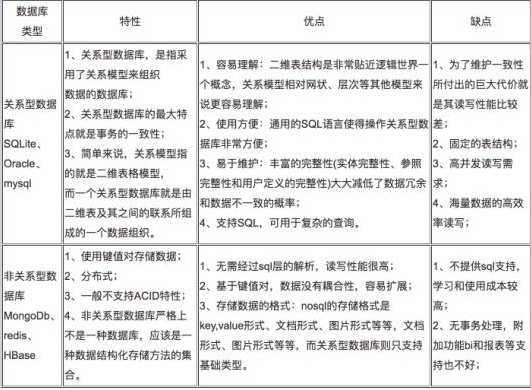 数据库
类型
特性
优点
缺点
关系型数据
库
SQLite、
Oracle、
mysql
1、关系型数据库，是指采
用了关系模型来组织
数据的数据库；
2、关系型数据库的最大特
点就是事务的一致性；
3、简单来说，关系模型指
的就是二维表格模型，
而一个关系型数据库就是由
二维表及其之间的联系所组
成的一个数据组织。
1、容易理解：二维表结构是非常贴近逻辑世界一
个概念，关系模型相对网状、层次等其他模型来
说更容易理解；
2、使用方便：通用的SQL语言使得操作关系型数
据库非常方便；
3、易于维护：丰富的完整性(实体完整性、参照
完整性和用户定义的完整性)大大减低了数据冗余
和数据不一致的概率；
4、支持SQL，可用于复杂的查询。
1、为了维护一致性
所付出的巨大代价就
是其读写性能比较
差；
2、固定的表结构；
3、高并发读写需
求；
4、海量数据的高效
率读写；
非关系型数
据库
MongoDb、
redis、
HBase
1、使用键值对存储数据；
2、分布式；
3、一般不支持ACID特性；
4、非关系型数据库严格上
不是一种数据库，应该是一
种数据结构化存储方法的集
合。
1、无需经过sql层的解析，读写性能很高；
2、基于键值对，数据没有耦合性，容易扩展；
3、存储数据的格式：nosql的存储格式是
key,value形式、文档形式、图片形式等等，文档
形式、图片形式等等，而关系型数据库则只支持
基础类型。
1、不提供sql支持，
学习和使用成本较
高；
2、无事务处理，附
加功能bi和报表等支
持也不好；